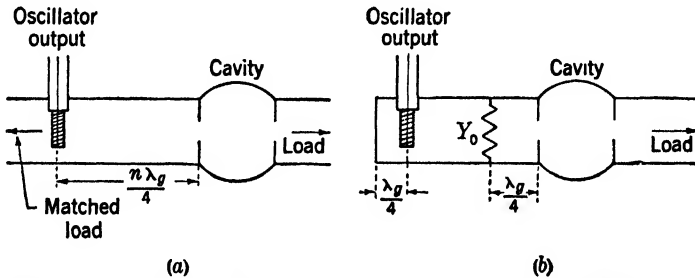 Oscillator
output
Cavity
Load
nλg
4
Matched
load
(a)
Oscillator
output
Cavity
Y0
Load
λg
4
λg
4
(b)